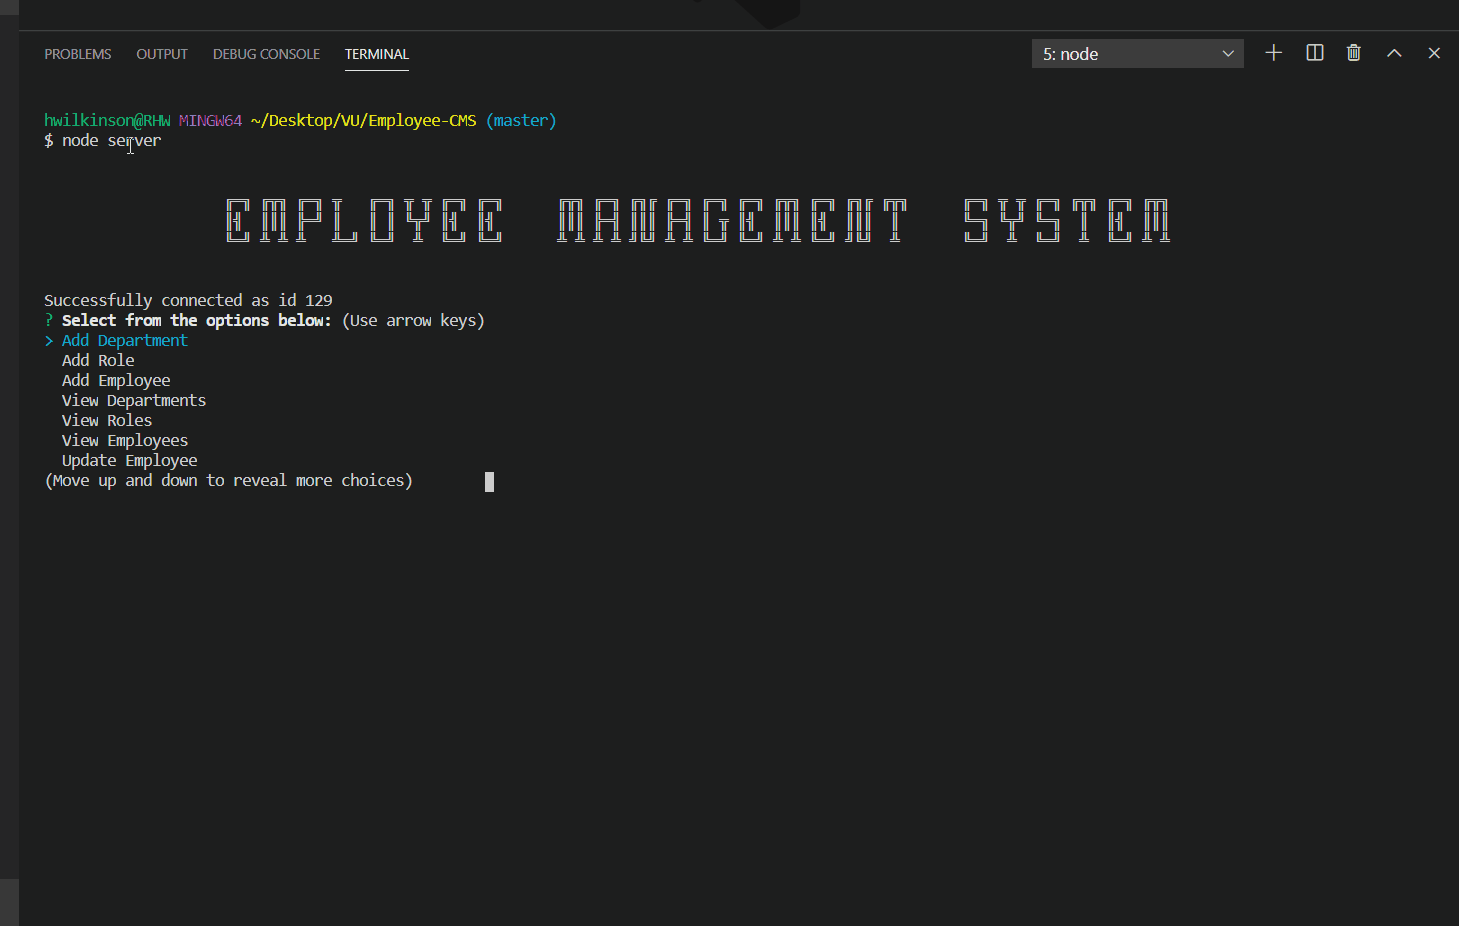 PROBLEMS OUTPUT DEBUG CONSOLE TERMINAL 5: node
hwilkinson@RHW MINGW64 ~/Desktop/VU/Employee-CMS (master)
$ node server
EMPLOYEE MANAGEMENT SYSTEM
Successfully connected as id 129
? Select from the options below: (Use arrow keys)
> Add Department
Add Role
Add Employee
View Departments
View Roles
View Employees
Update Employee
(Move up and down to reveal more choices)